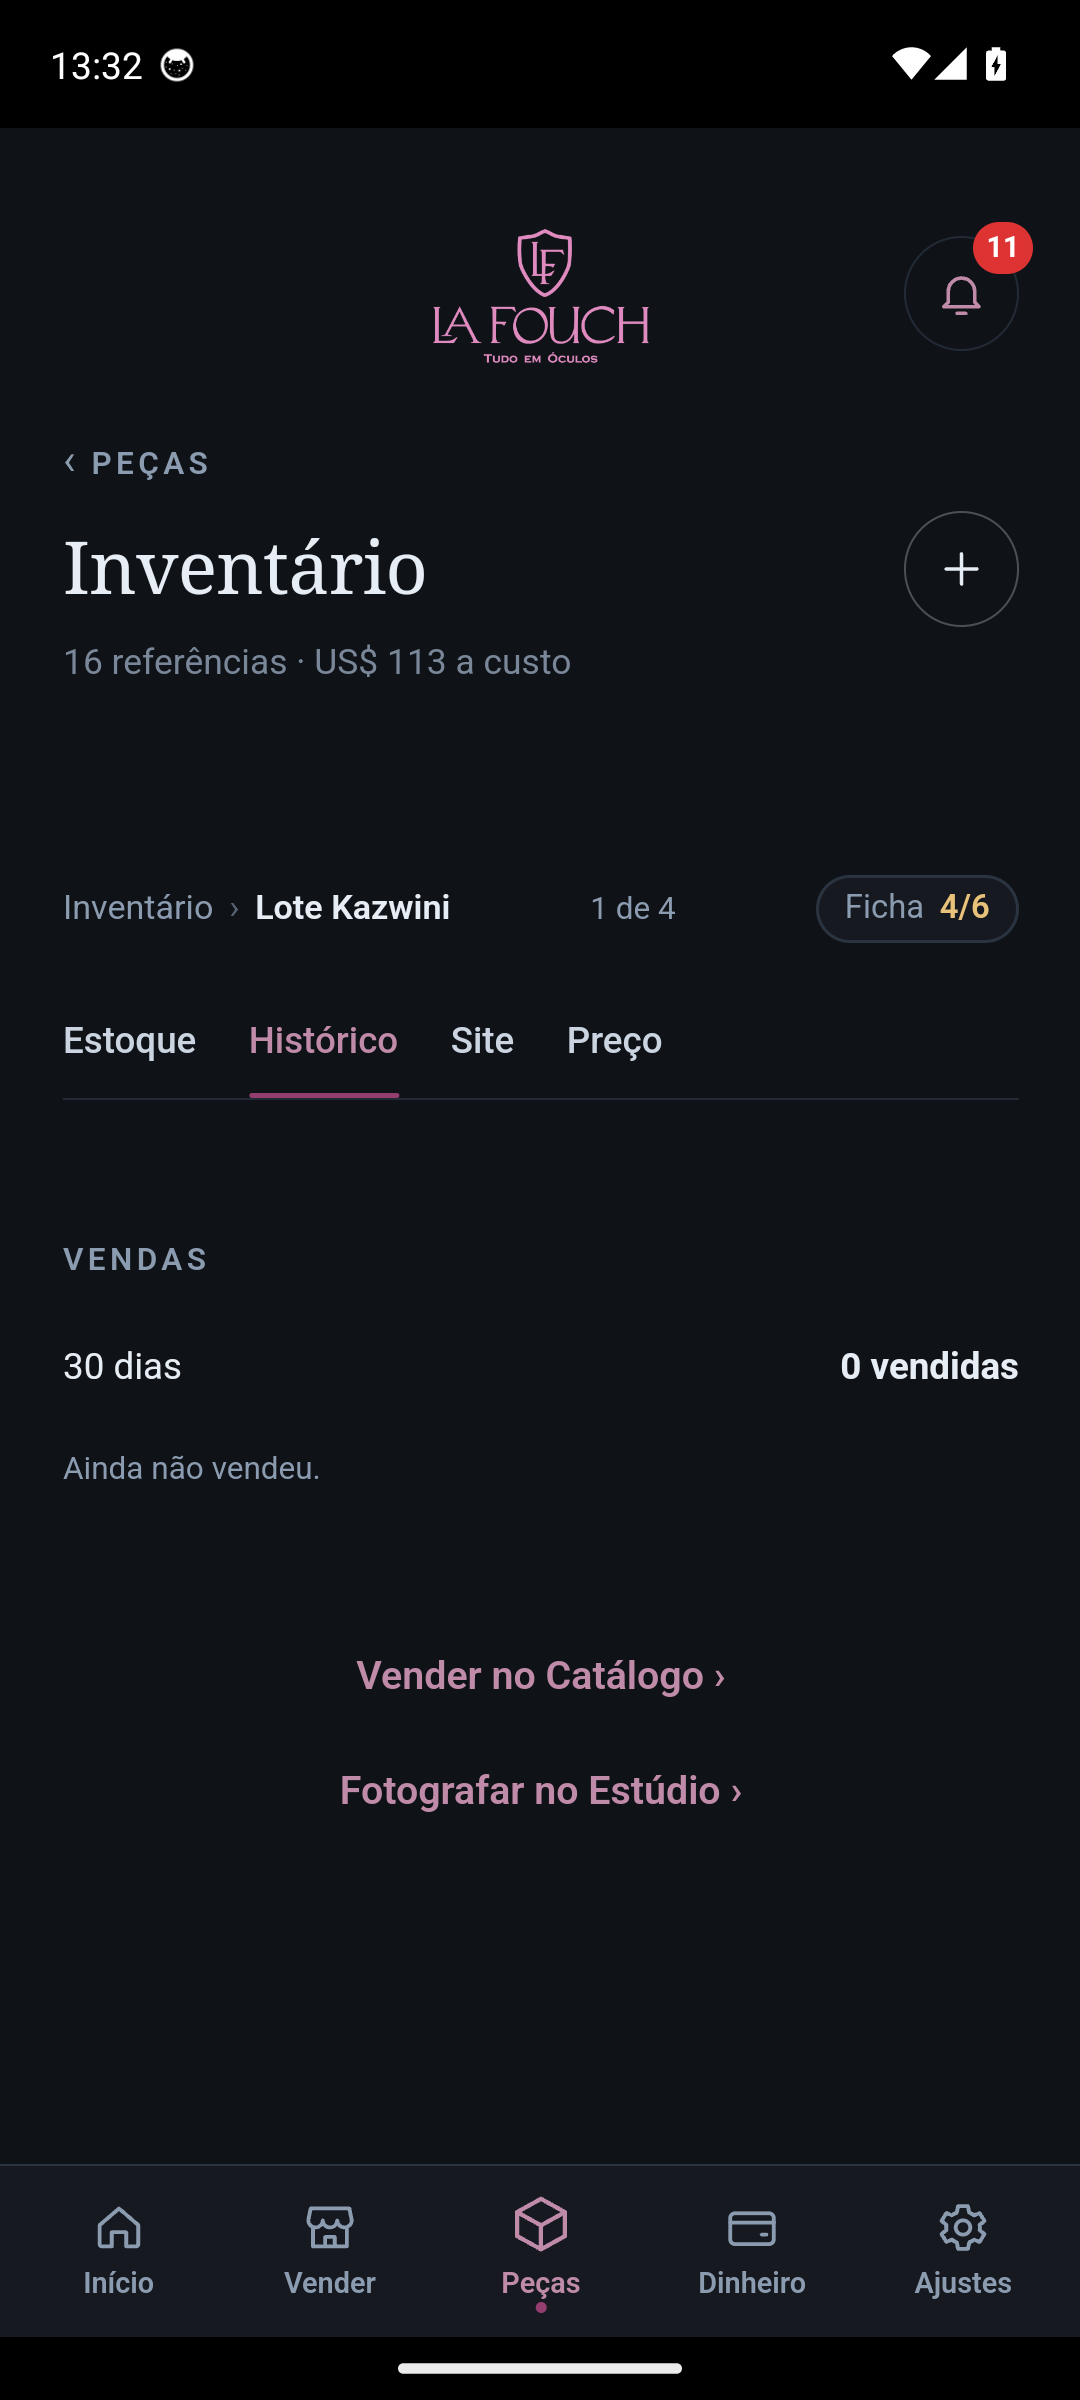 13:32
11
LF
LA FOUCH
TUDO EM ÓCULOS
‹ PEÇAS
Inventário
16 referências · US$ 113 a custo
Inventário › Lote Kazwini
1 de 4
Ficha 4/6
Estoque Histórico Site Preço
VENDAS
30 dias 0 vendidas
Ainda não vendeu.
Vender no Catálogo ›
Fotografar no Estúdio ›
Início Vender Peças Dinheiro Ajustes